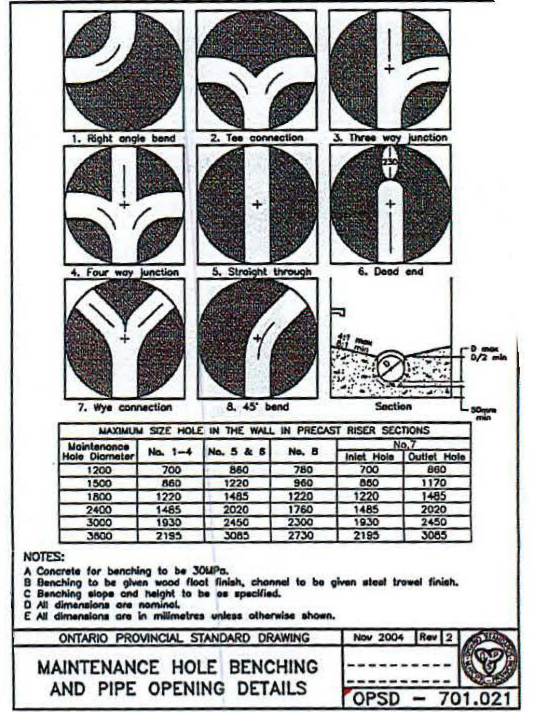 1. Right angle bend
2. Tee connection
3. Three way junction
230
4. Four way junction
5. Straight through
6. Dead end
4:1 max
8:1 min
D
D max
D/2 min
50mm
min
7. Wye connection
8. 45° bend
Section
MAXIMUM SIZE HOLE IN THE WALL IN PRECAST RISER SECTIONS
Maintenance Hole Diameter No. 1-4 No. 5 & 6 No. 8 No.7 Inlet Hole Outlet Hole
1200 700 860 780 700 860
1500 860 1220 960 860 1170
1800 1220 1485 1220 1220 1485
2400 1485 2020 1760 1485 2020
3000 1930 2450 2300 1930 2450
3600 2195 3085 2730 2195 3085
NOTES:
A Concrete for benching to be 30MPa.
B Benching to be given wood float finish, channel to be given steel trowel finish.
C Benching slope and height to be as specified.
D All dimensions are nominal.
E All dimensions are in millimetres unless otherwise shown.
ONTARIO PROVINCIAL STANDARD DRAWING
Nov 2004 Rev 2
MAINTENANCE HOLE BENCHING
AND PIPE OPENING DETAILS
OPSD - 701.021